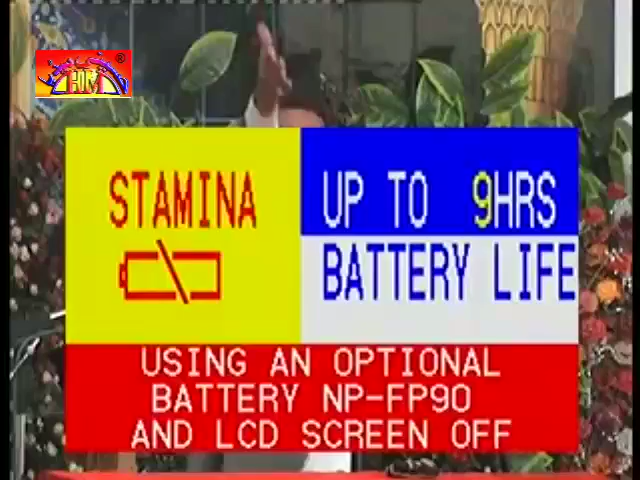 STAMINA
UP TO 9HRS
BATTERY LIFE
USING AN OPTIONAL
BATTERY NP-FP90
AND LCD SCREEN OFF